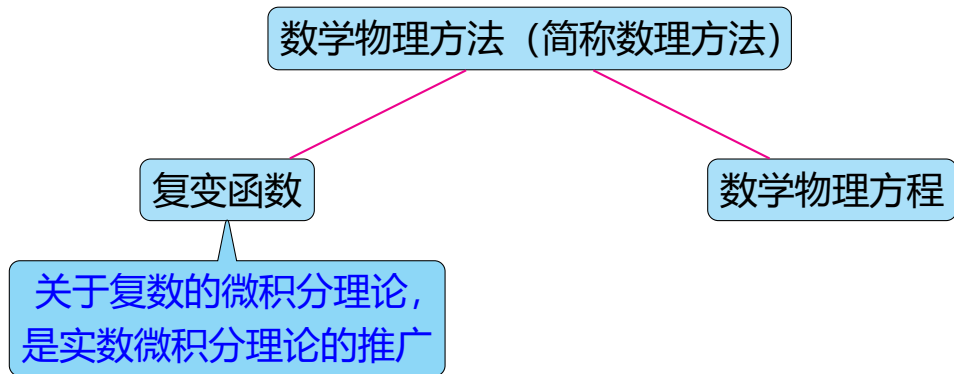 数学物理方法（简称数理方法）
复变函数
数学物理方程
关于复数的微积分理论，
是实数微积分理论的推广